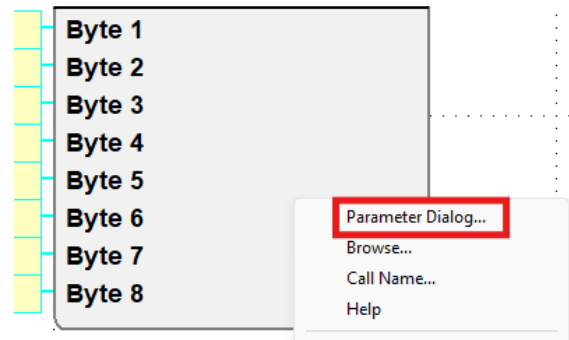 Byte 1
Byte 2
Byte 3
Byte 4
Byte 5
Byte 6
Byte 7
Byte 8
Parameter Dialog...
Browse...
Call Name...
Help